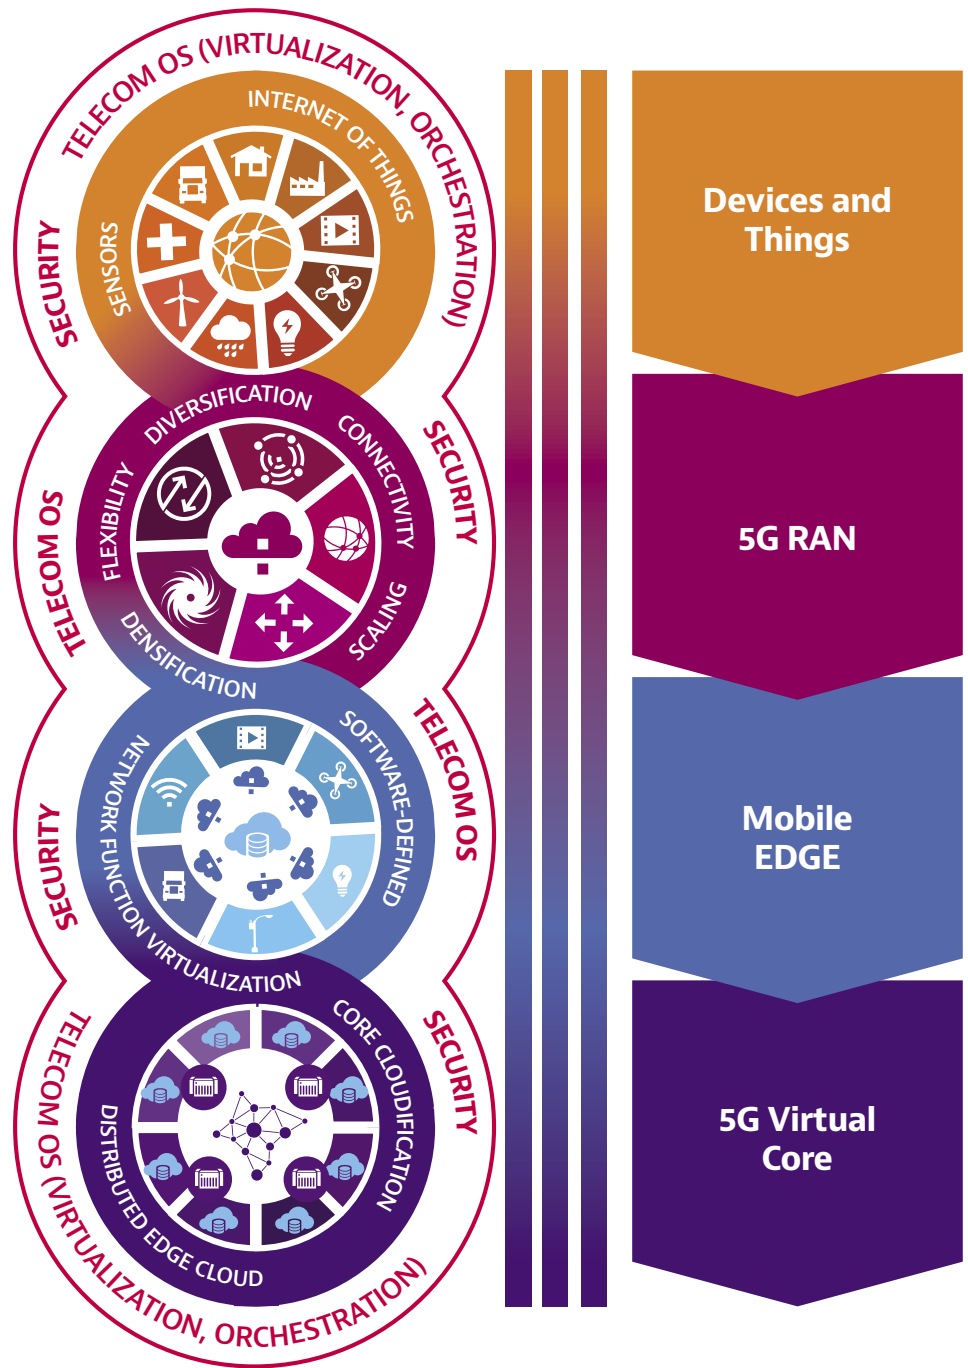 TELECOM OS (VIRTUALIZATION, ORCHESTRATION)
SECURITY
INTERNET OF THINGS
SENSORS
Devices and
Things
DIVERSIFICATION
CONNECTIVITY
FLEXIBILITY
SCALING
DENSIFICATION
SECURITY
TELECOM OS
5G RAN
TELECOM OS
SOFTWARE-DEFINED
NETWORK FUNCTION VIRTUALIZATION
SECURITY
Mobile
EDGE
CORE CLOUDIFICATION
DISTRIBUTED EDGE CLOUD
SECURITY
TELECOM OS (VIRTUALIZATION, ORCHESTRATION)
5G Virtual
Core